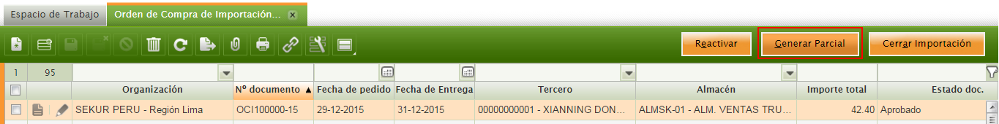 Espacio de Trabajo Orden de Compra de Importación...
Reactivar Generar Parcial Cerrar Importación
1 95
Organización Nº documento Fecha de pedido Fecha de Entrega Tercero Almacén Importe total Estado doc.
SEKUR PERU - Región Lima OCI100000-15 29-12-2015 31-12-2015 00000000001 - XIANNING DON... ALMSK-01 - ALM. VENTAS TRU... 42.40 Aprobado